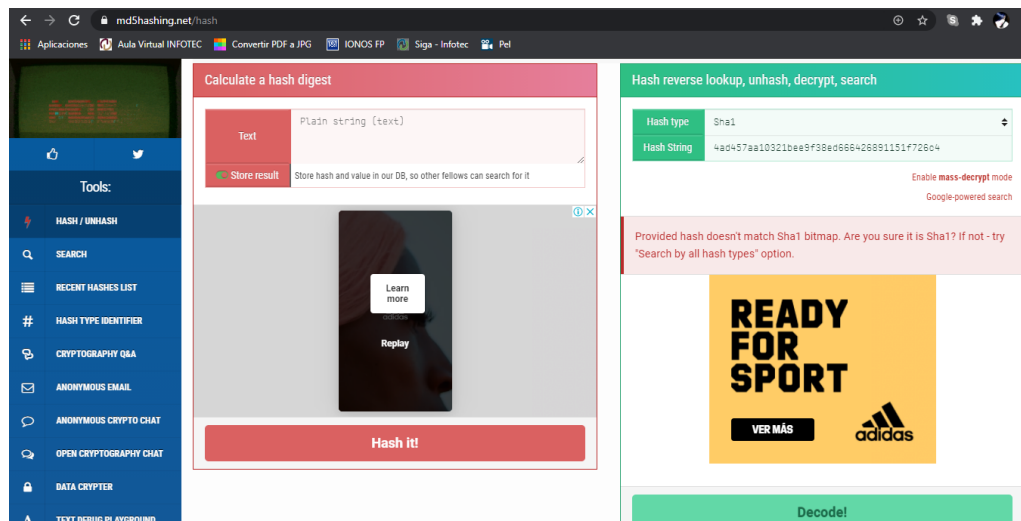 md5hashing.net/hash
Aplicaciones
Aula Virtual INFOTEC
Convertir PDF a JPG
IONOS FP
Siga - Infotec
Pel
MD5
Tools:
HASH / UNHASH
SEARCH
RECENT HASHES LIST
HASH TYPE IDENTIFIER
CRYPTOGRAPHY Q&A
ANONYMOUS EMAIL
ANONYMOUS CRYPTO CHAT
OPEN CRYPTOGRAPHY CHAT
DATA CRYPTER
TEXT DEBUG PLAYGROUND
Calculate a hash digest
Text
Plain string (text)
Store result
Store hash and value in our DB, so other fellows can search for it
Learn
more
adidas
Replay
Hash it!
Hash reverse lookup, unhash, decrypt, search
Hash type
Sha1
Hash String
4ad457aa10321bee9f38ed666426891151f726c4
Enable mass-decrypt mode
Google-powered search
Provided hash doesn't match Sha1 bitmap. Are you sure it is Sha1? If not - try
"Search by all hash types" option.
READY
FOR
SPORT
VER MÁS
adidas
Decode!